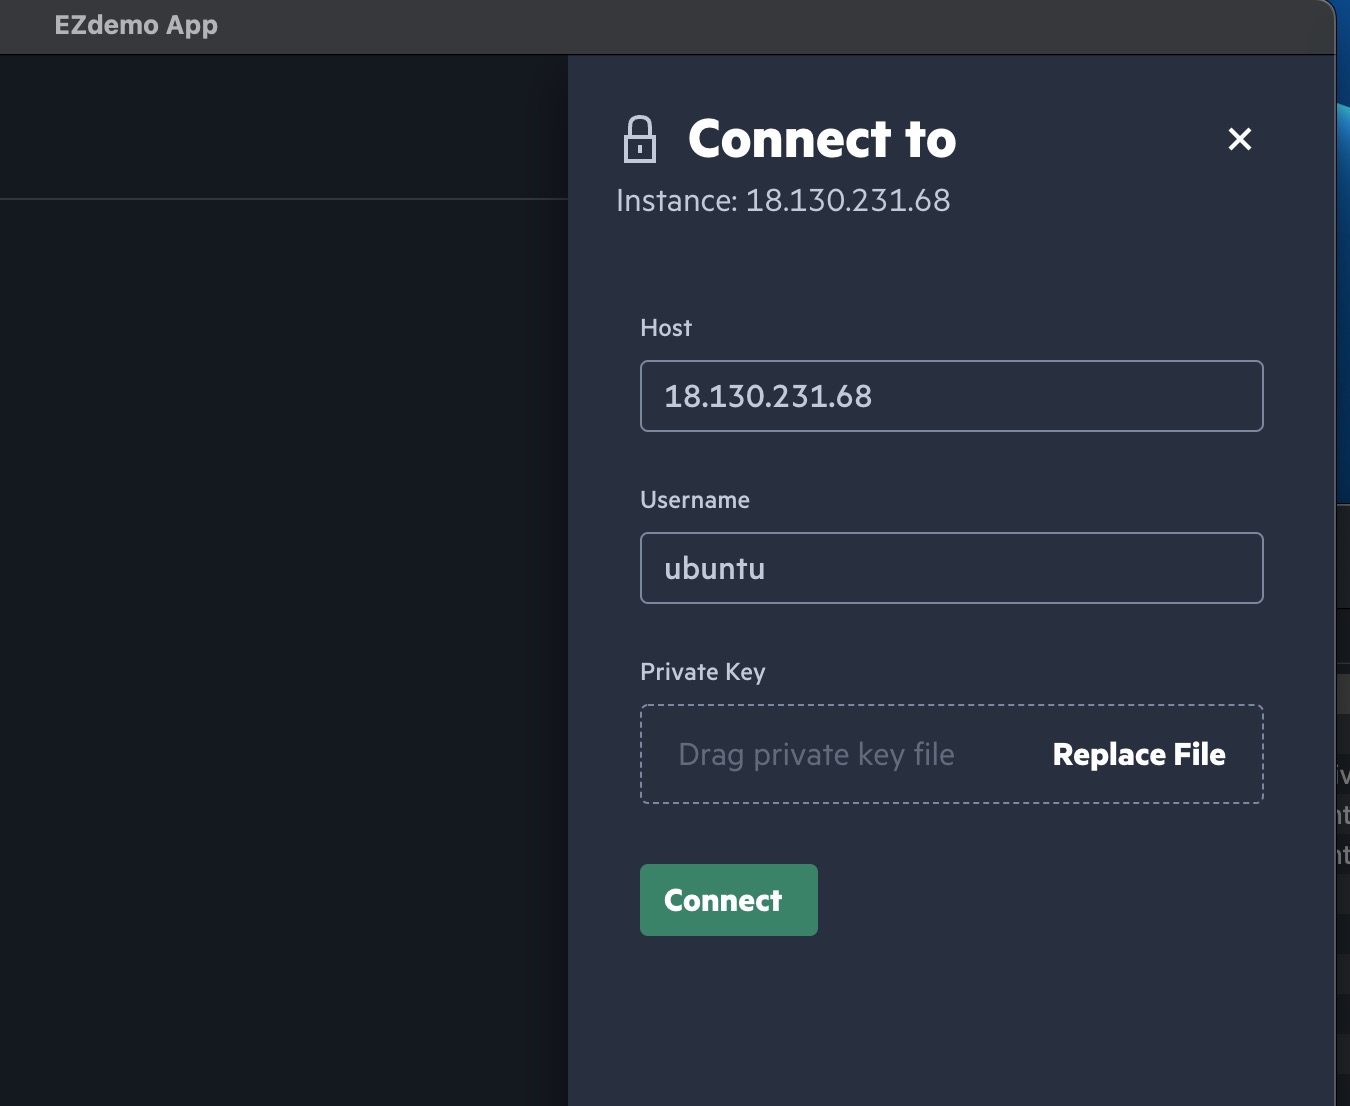 EZdemo App
Connect to
Instance: 18.130.231.68
Host
18.130.231.68
Username
ubuntu
Private Key
Drag private key file
Replace File
Connect